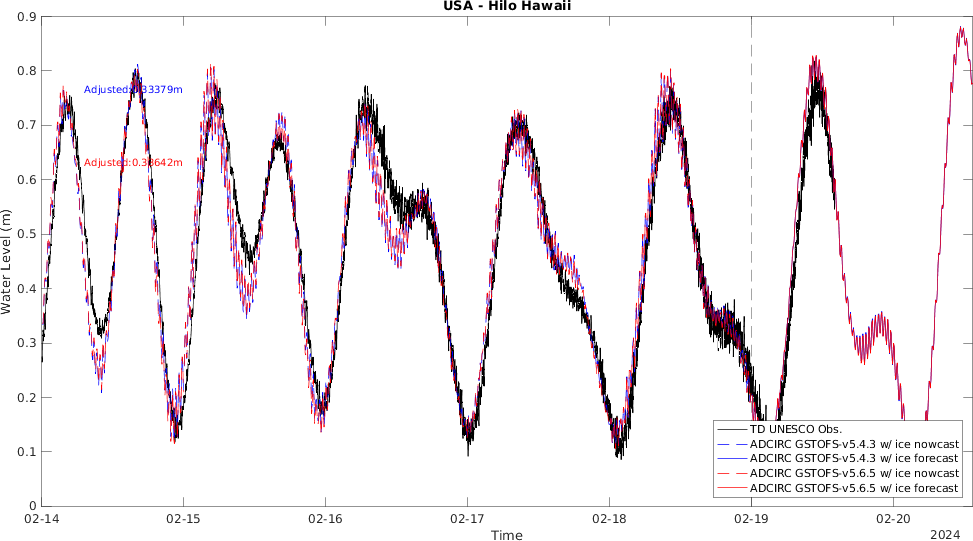 USA - Hilo Hawaii
0.9
0.8
0.7
0.6
0.5
0.4
0.3
0.2
0.1
0
Water Level (m)
Adjusted:0.33379m
Adjusted:0.33642m
TD UNESCO Obs.
ADCIRC GSTOFS-v5.4.3 w/ ice nowcast
ADCIRC GSTOFS-v5.4.3 w/ ice forecast
ADCIRC GSTOFS-v5.6.5 w/ ice nowcast
ADCIRC GSTOFS-v5.6.5 w/ ice forecast
02-14 02-15 02-16 02-17 02-18 02-19 02-20
Time
2024